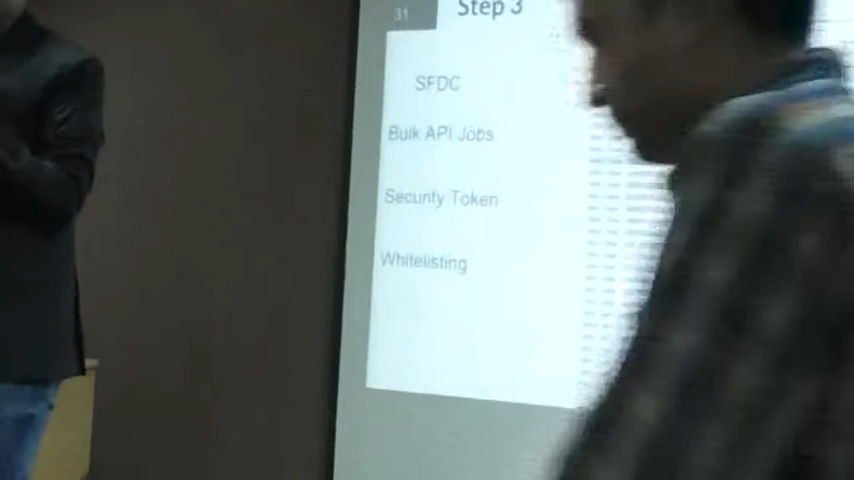 31
Step 3
SFDC
Bulk API Jobs
Security Token
Whitelisting